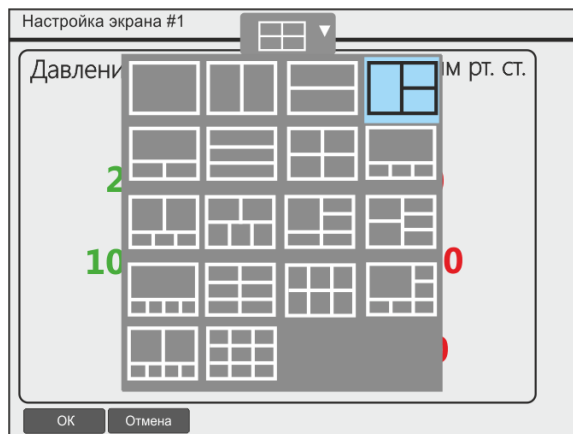 Настройка экрана #1
Давлени м рт. ст.
2
10 0
ОК Отмена